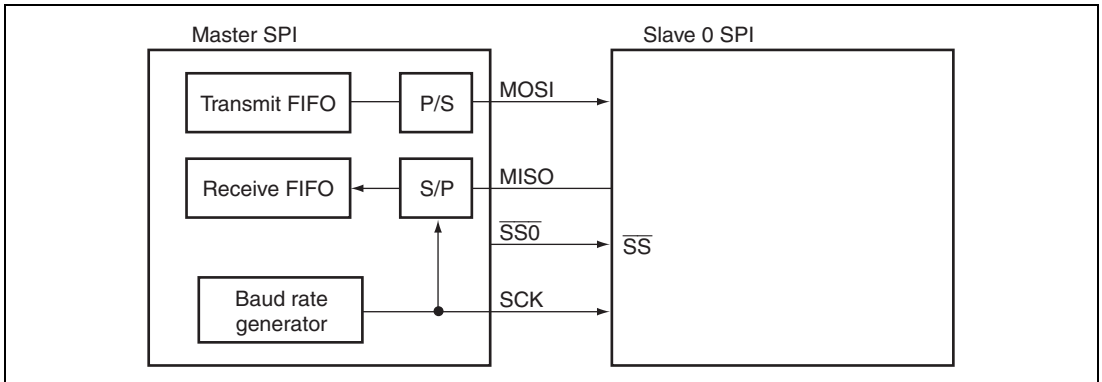 Master SPI
Slave 0 SPI
Transmit FIFO
P/S
MOSI
Receive FIFO
S/P
MISO
SS0
SS
Baud rate
generator
SCK